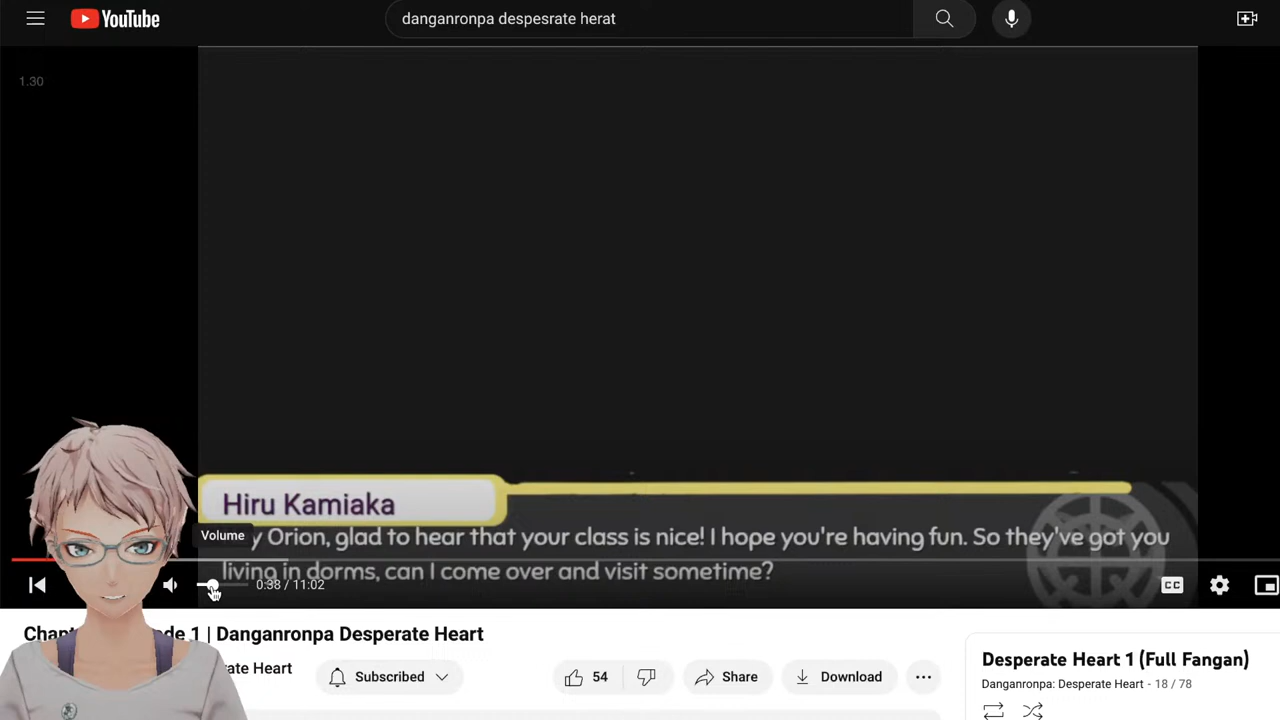 YouTube
danganronpa despesrate herat
1.30
Hiru Kamiaka
Orion, glad to hear that your class is nice! I hope you're having fun. So they've got you
living in dorms, can I come over and visit sometime?
Volume
0:38 / 11:02
CC
1 | Danganronpa Desperate Heart
Heart
Subscribed
54
Share
Download
Desperate Heart 1 (Full Fangan)
Danganronpa: Desperate Heart - 18 / 78